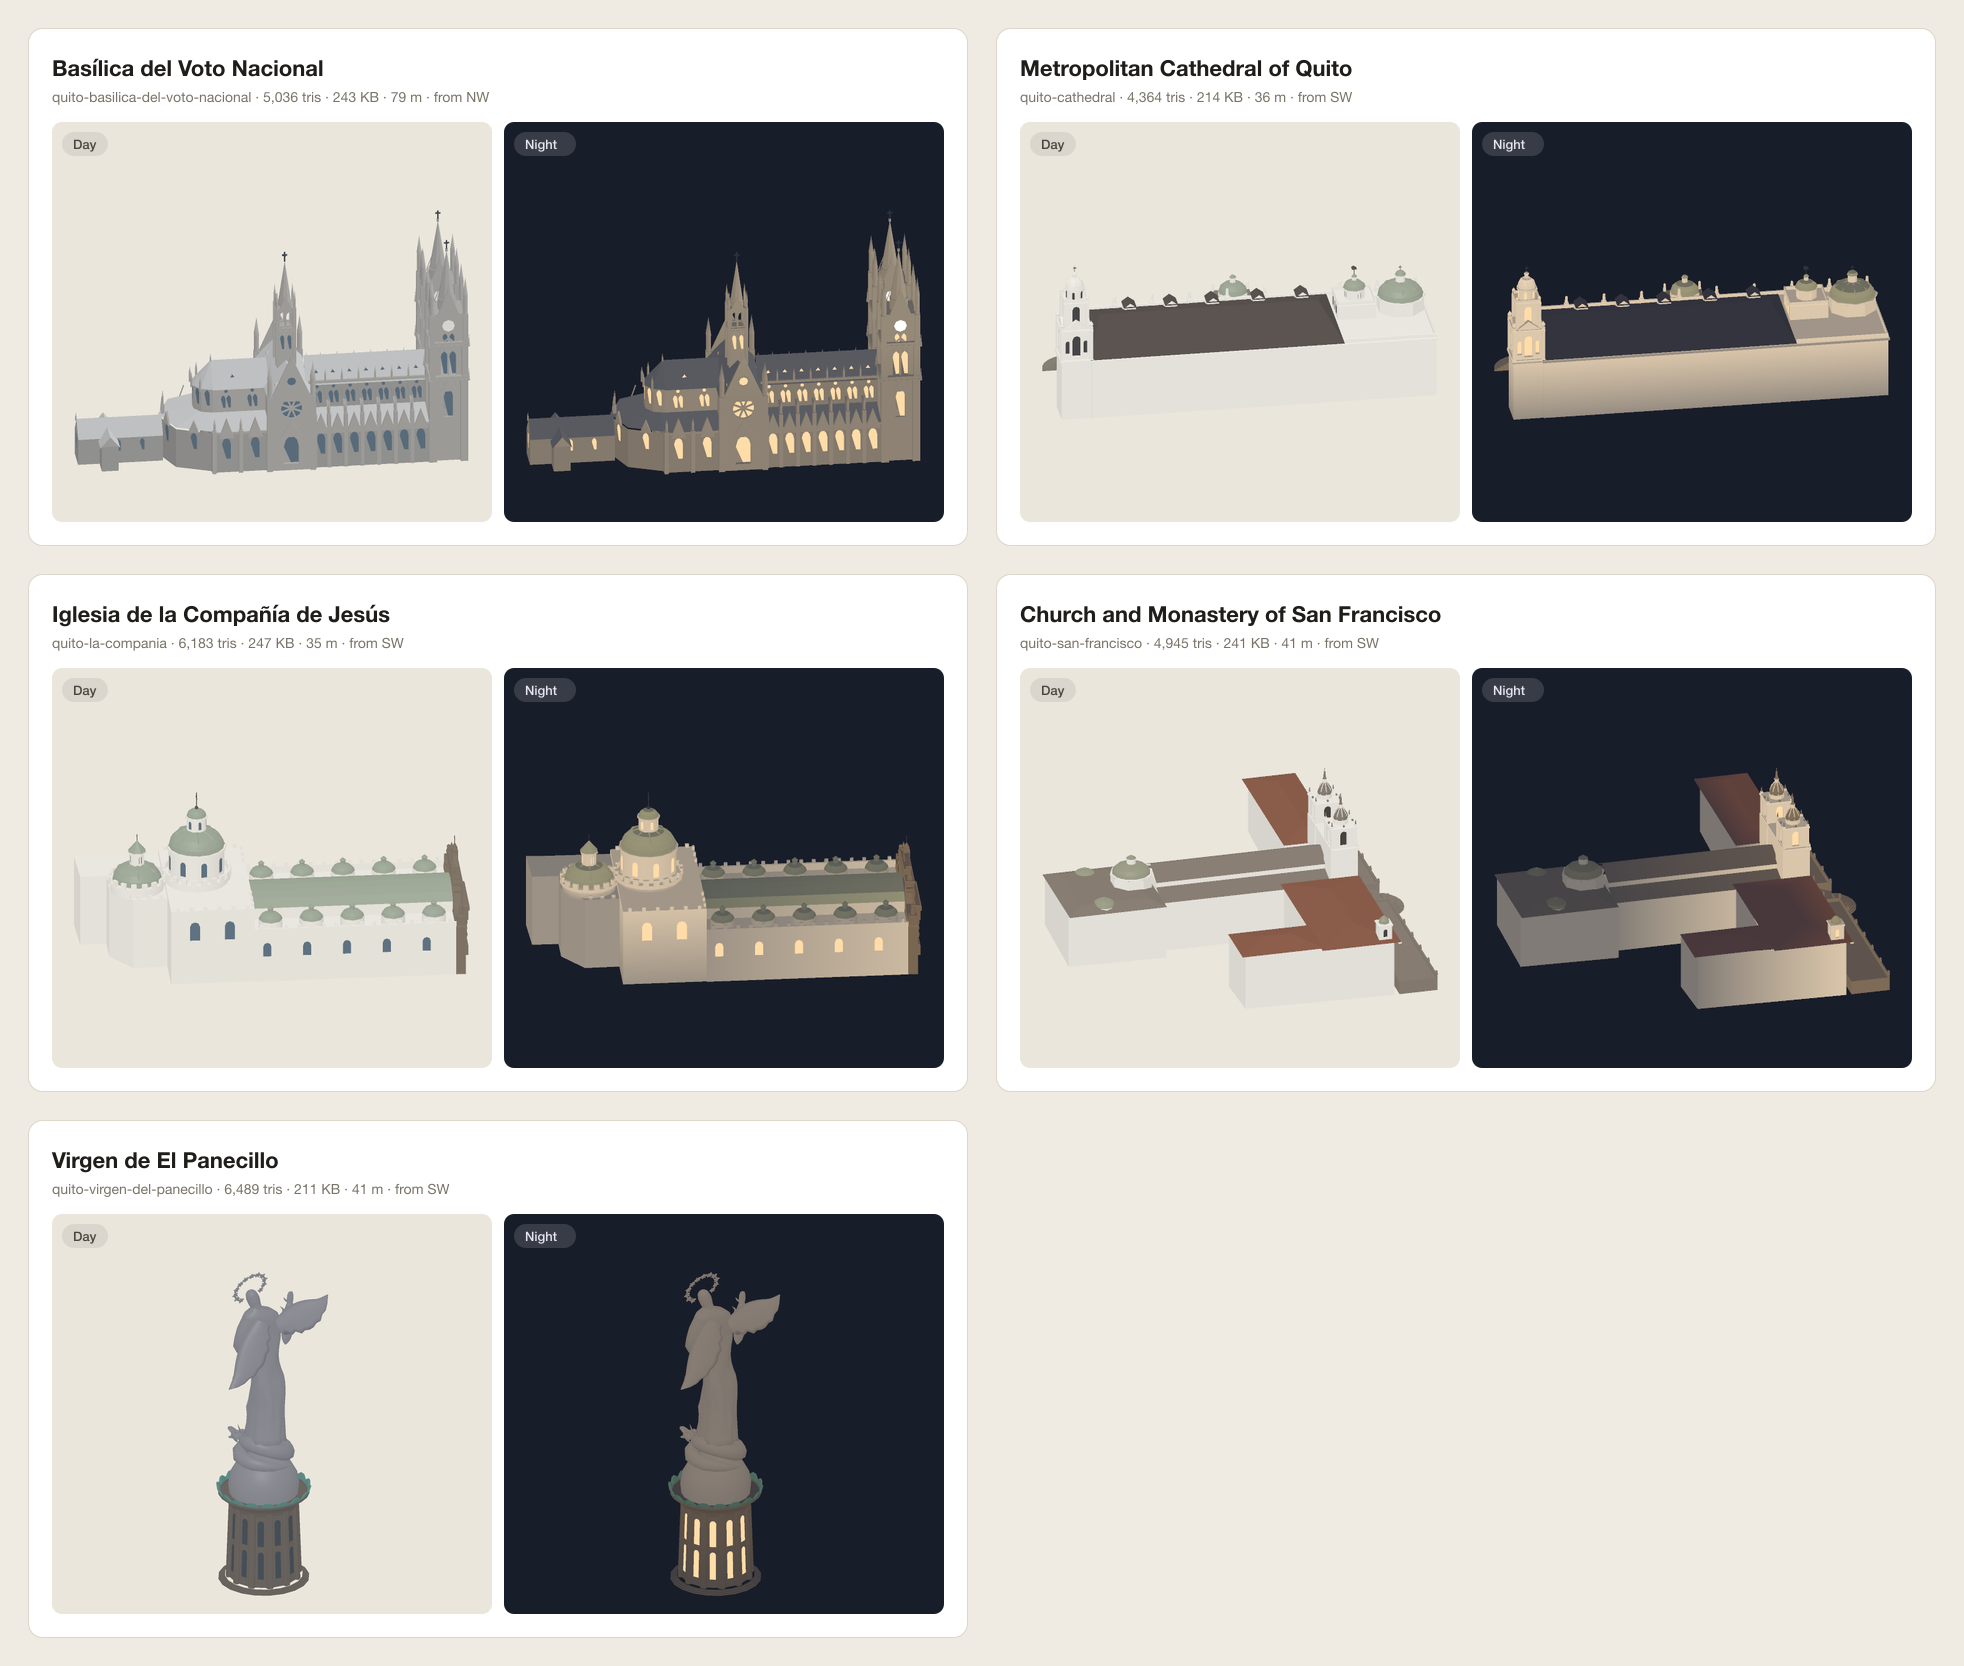 Basílica del Voto Nacional
quito-basilica-del-voto-nacional · 5,036 tris · 243 KB · 79 m · from NW
Day
Night
Metropolitan Cathedral of Quito
quito-cathedral · 4,364 tris · 214 KB · 36 m · from SW
Day
Night
Iglesia de la Compañía de Jesús
quito-la-compania · 6,183 tris · 247 KB · 35 m · from SW
Day
Night
Church and Monastery of San Francisco
quito-san-francisco · 4,945 tris · 241 KB · 41 m · from SW
Day
Night
Virgen de El Panecillo
quito-virgen-del-panecillo · 6,489 tris · 211 KB · 41 m · from SW
Day
Night